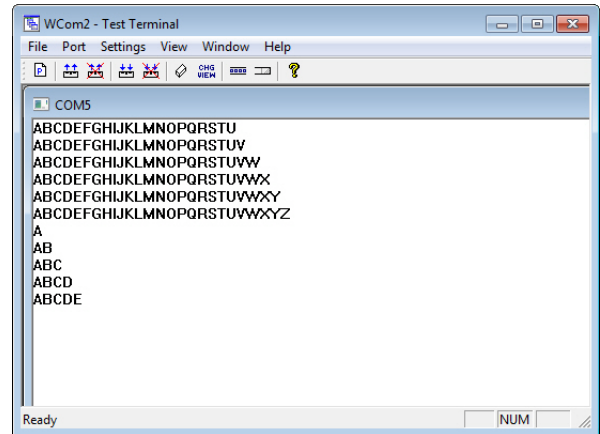 WCom2 - Test Terminal
File Port Settings View Window Help
P CHG VIEW ?
COM5
ABCDEFGHIJKLMNOPQRSTU
ABCDEFGHIJKLMNOPQRSTUV
ABCDEFGHIJKLMNOPQRSTUVW
ABCDEFGHIJKLMNOPQRSTUVWX
ABCDEFGHIJKLMNOPQRSTUVWXY
ABCDEFGHIJKLMNOPQRSTUVWXYZ
A
AB
ABC
ABCD
ABCDE
Ready NUM